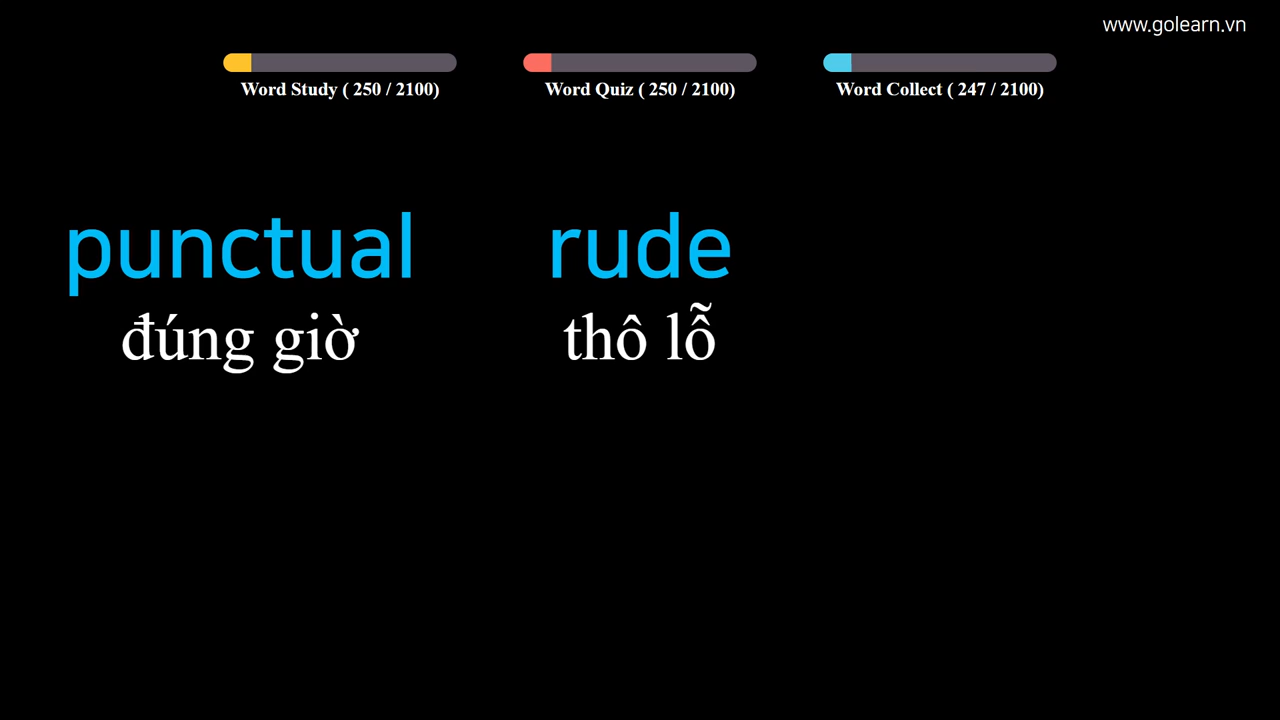 www.golearn.vn
Word Study ( 250 / 2100)
Word Quiz ( 250 / 2100)
Word Collect ( 247 / 2100)
punctual
đúng giờ
rude
thô lỗ